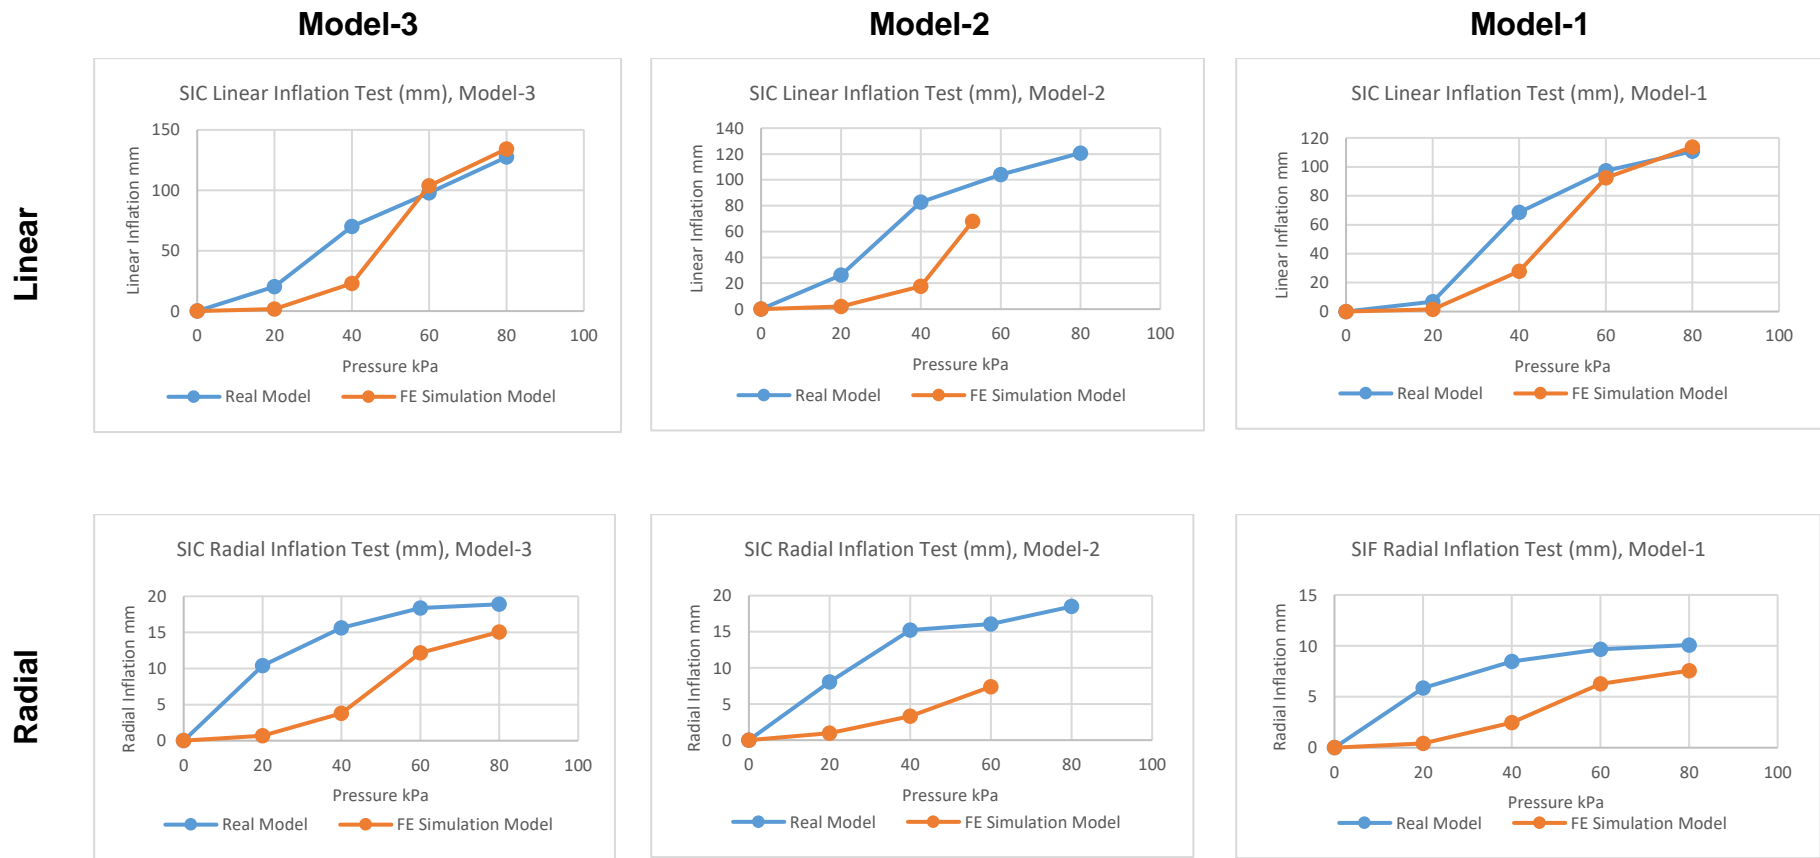 Model-3
Model-2
Model-1
Linear
SIC Linear Inflation Test (mm), Model-3
Linear Inflation mm
150
100
50
0
0 20 40 60 80 100
Pressure kPa
Real Model FE Simulation Model
SIC Linear Inflation Test (mm), Model-2
Linear Inflation mm
140
120
100
80
60
40
20
0
0 20 40 60 80 100
Pressure kPa
Real Model FE Simulation Model
SIC Linear Inflation Test (mm), Model-1
Linear Inflation mm
120
100
80
60
40
20
0
0 20 40 60 80 100
Pressure kPa
Real Model FE Simulation Model
Radial
SIC Radial Inflation Test (mm), Model-3
Radial Inflation mm
20
15
10
5
0
0 20 40 60 80 100
Pressure kPa
Real Model FE Simulation Model
SIC Radial Inflation Test (mm), Model-2
Radial Inflation mm
20
15
10
5
0
0 20 40 60 80 100
Pressure kPa
Real Model FE Simulation Model
SIF Radial Inflation Test (mm), Model-1
Radial Inflation mm
15
10
5
0
0 20 40 60 80 100
Pressure kPa
Real Model FE Simulation Model